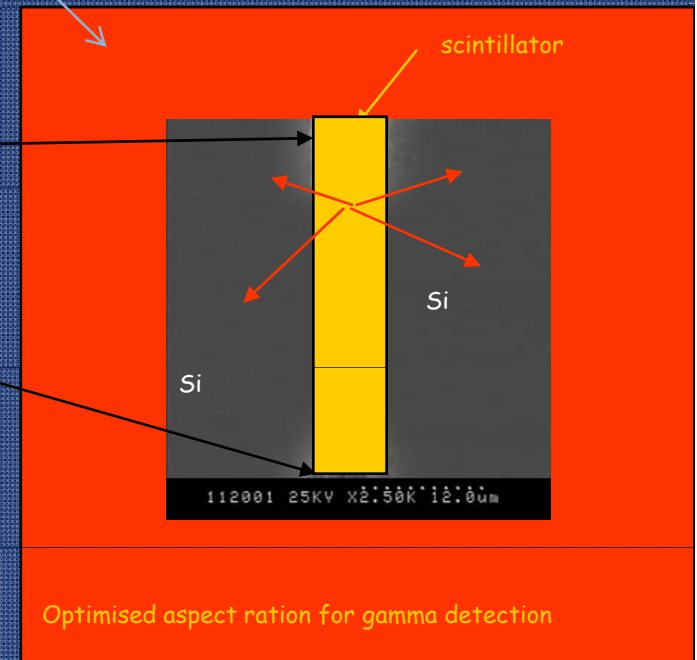 scintillator
Si
Si
112001 25KV X2.50K 12.0um
Optimised aspect ration for gamma detection